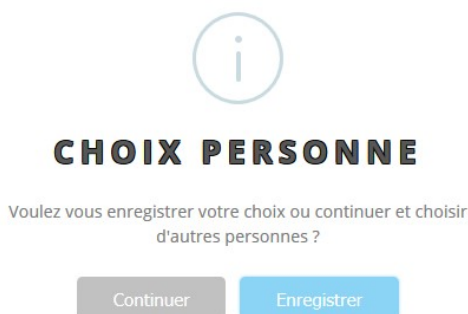 CHOIX PERSONNE
Voulez vous enregistrer votre choix ou continuer et choisir
d'autres personnes ?
Continuer Enregistrer